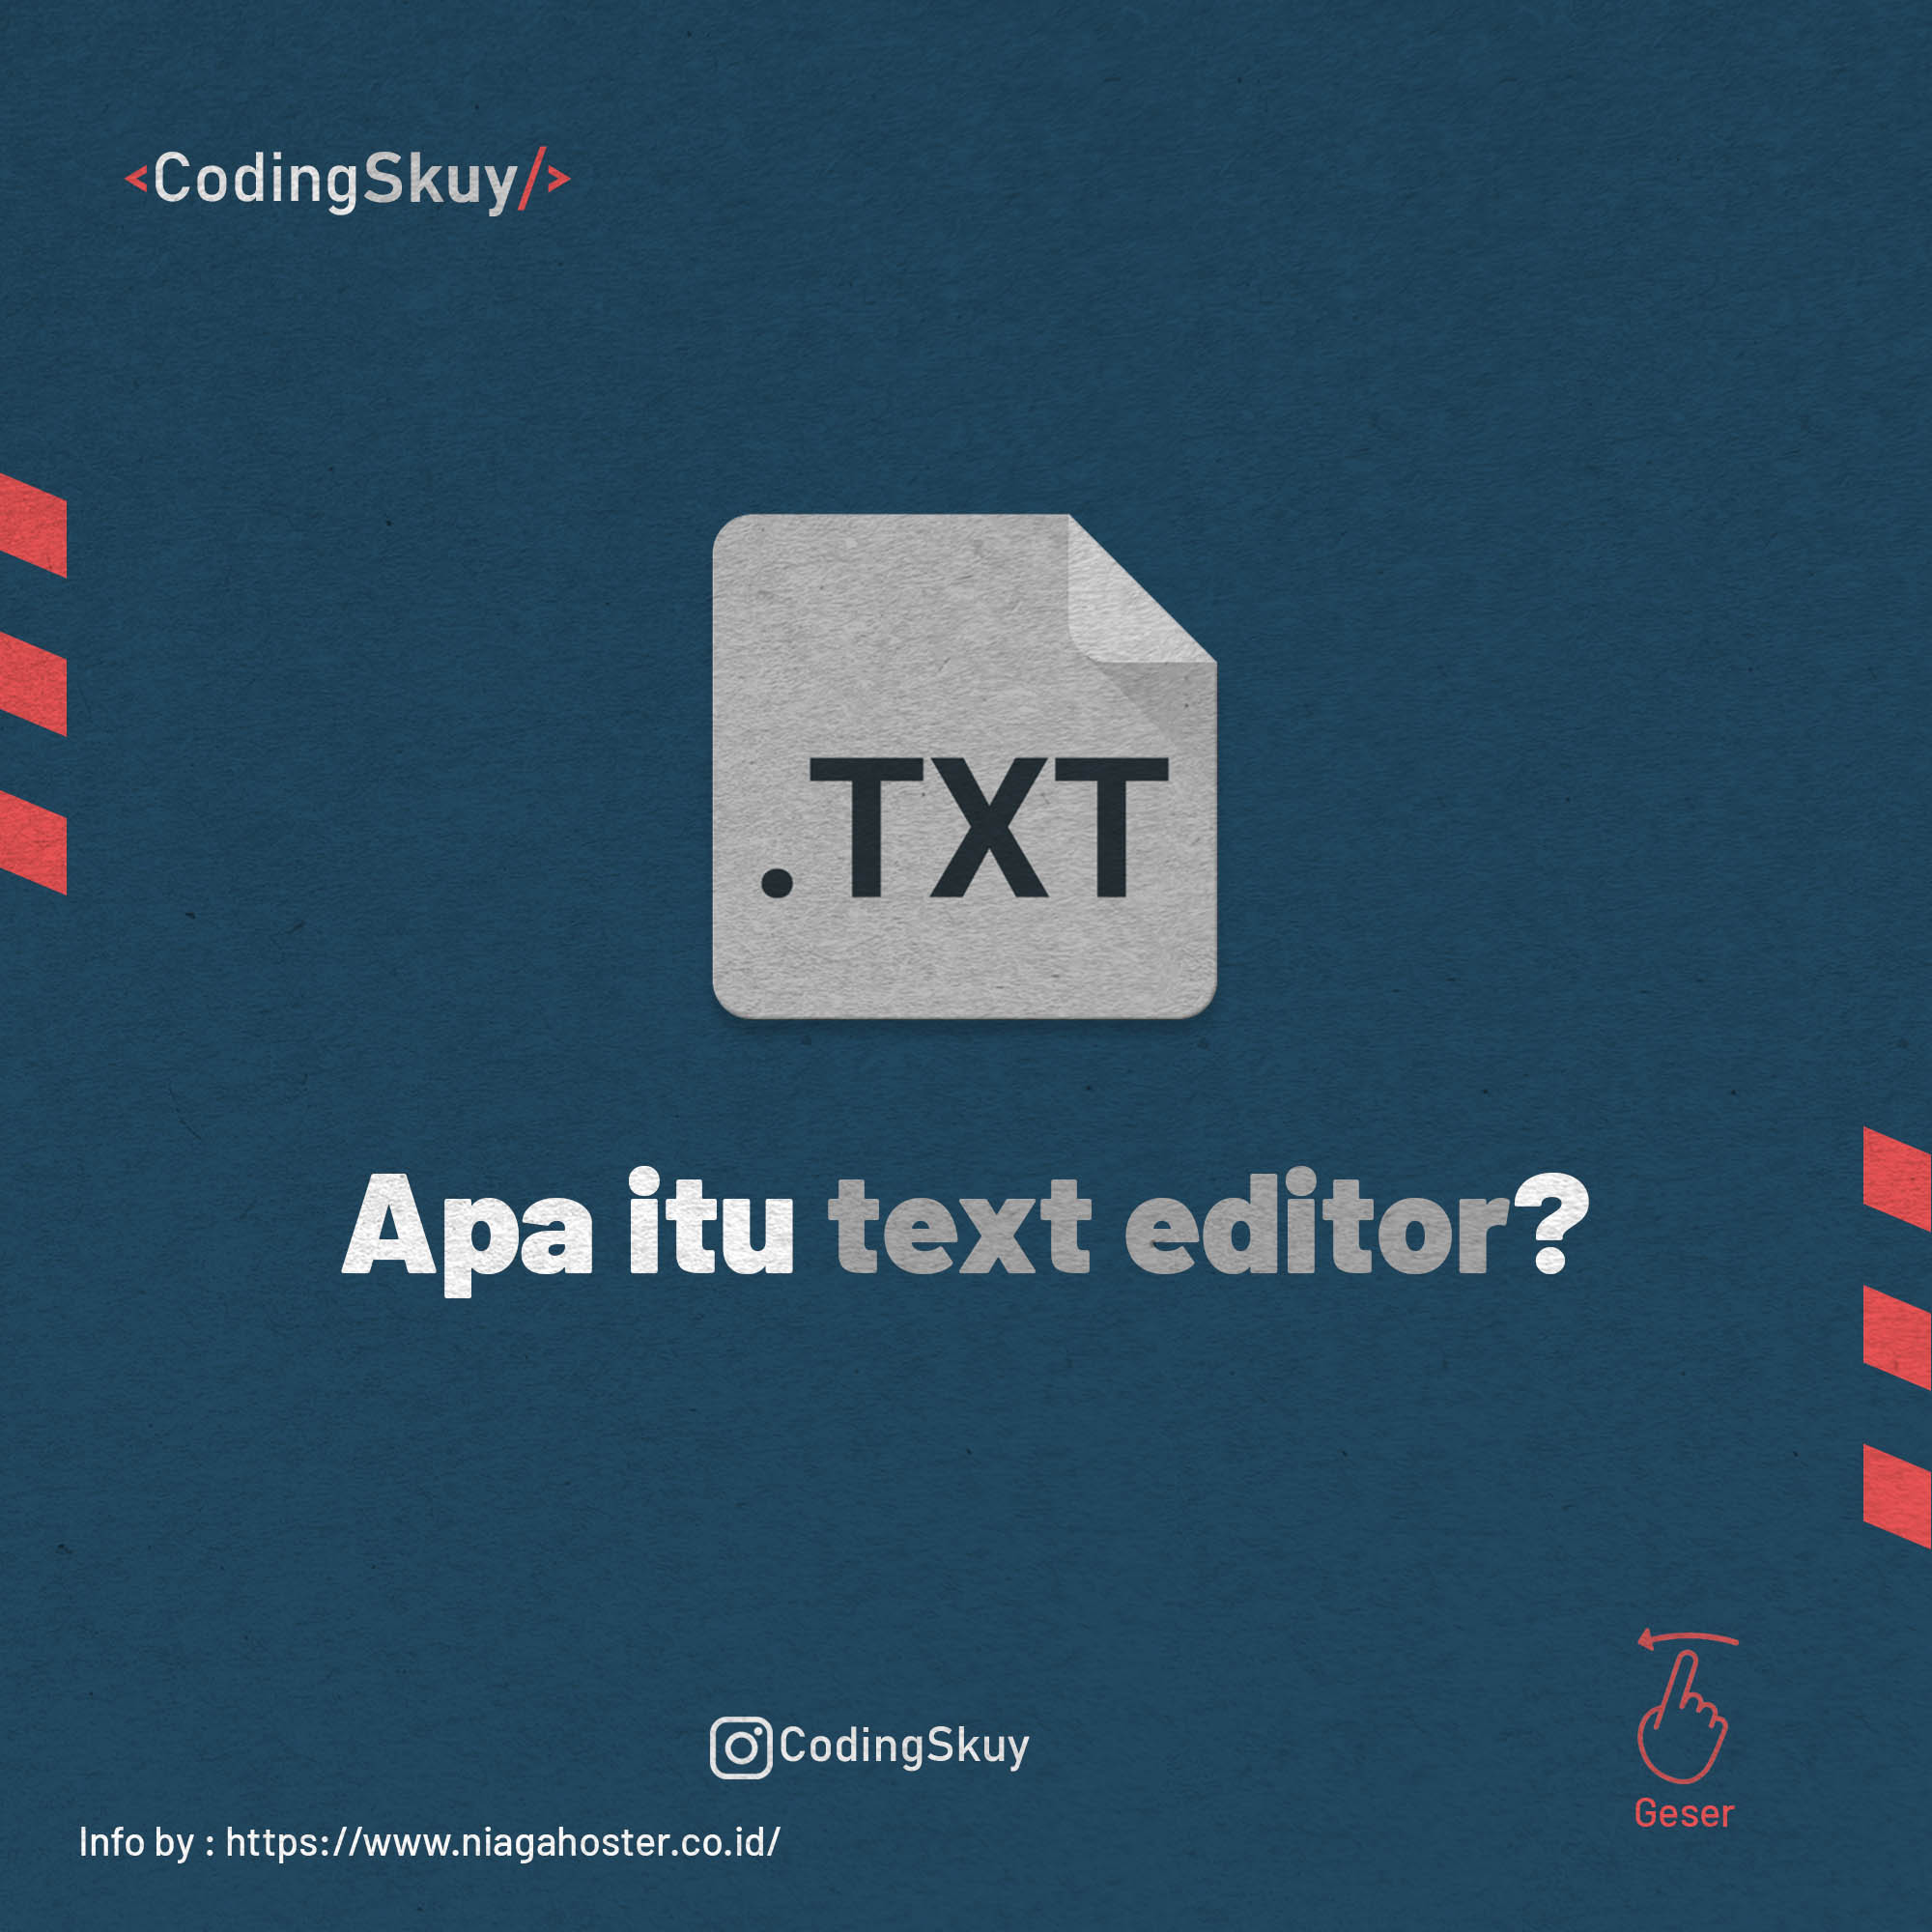 <CodingSkuy/>
.TXT
Apa itu text editor?
CodingSkuy
Geser
Info by : https://www.niagahoster.co.id/